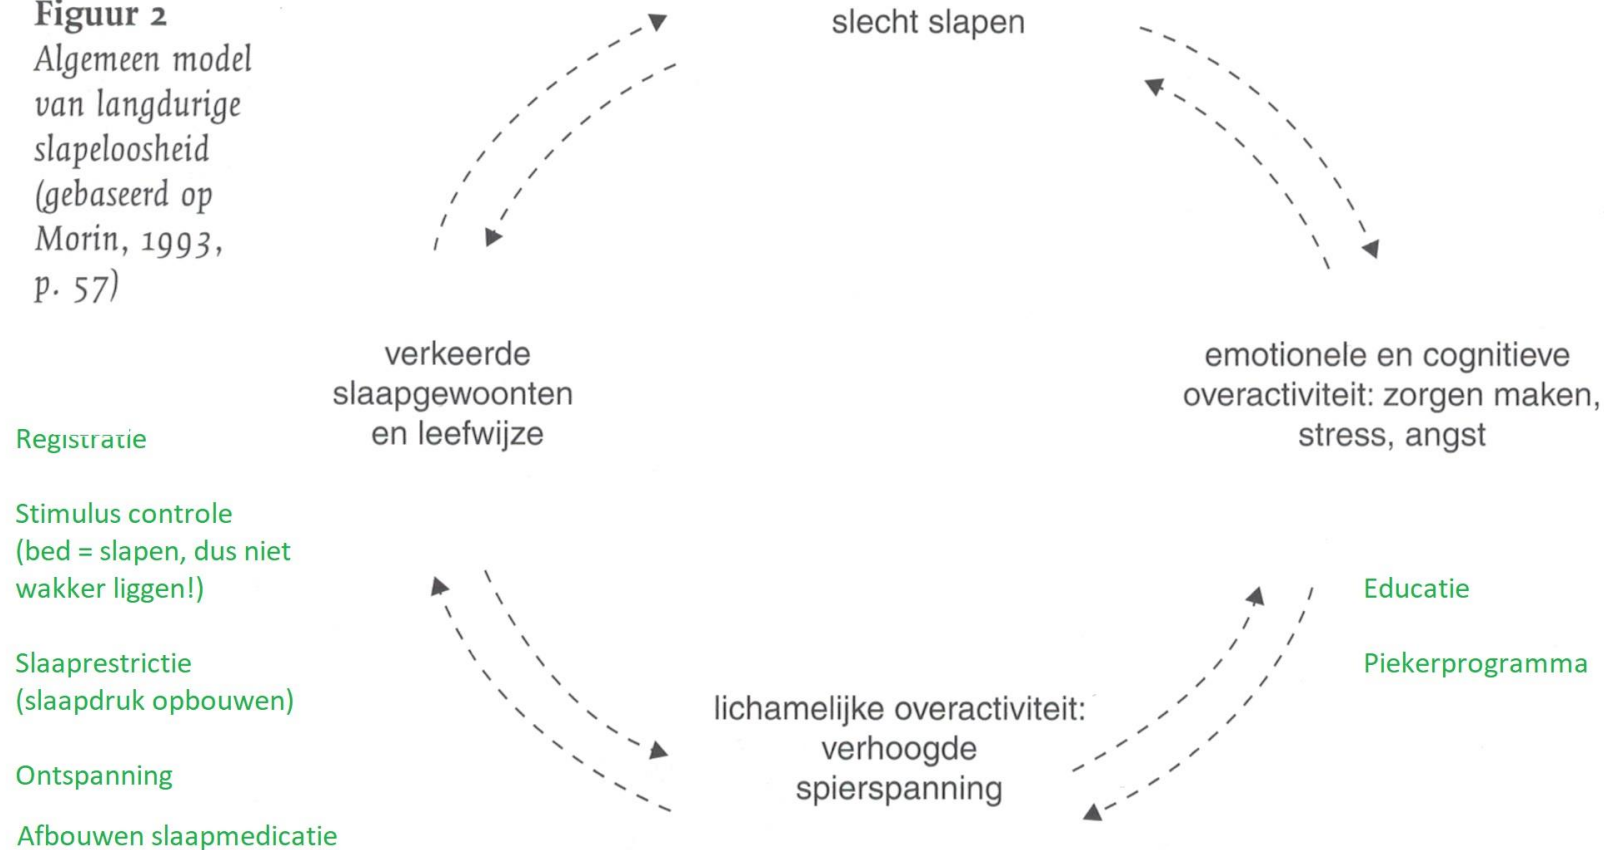 Figuur 2
Algemeen model
van langdurige
slapeloosheid
(gebaseerd op
Morin, 1993,
p. 57)
slecht slapen
verkeerde
slaapgewoonten
en leefwijze
emotionele en cognitieve
overactiviteit: zorgen maken,
stress, angst
lichamelijke overactiviteit:
verhoogde
spierspanning
Registratie
Stimulus controle
(bed = slapen, dus niet
wakker liggen!)
Slaaprestrictie
(slaapdruk opbouwen)
Ontspanning
Afbouwen slaapmedicatie
Educatie
Piekerprogramma